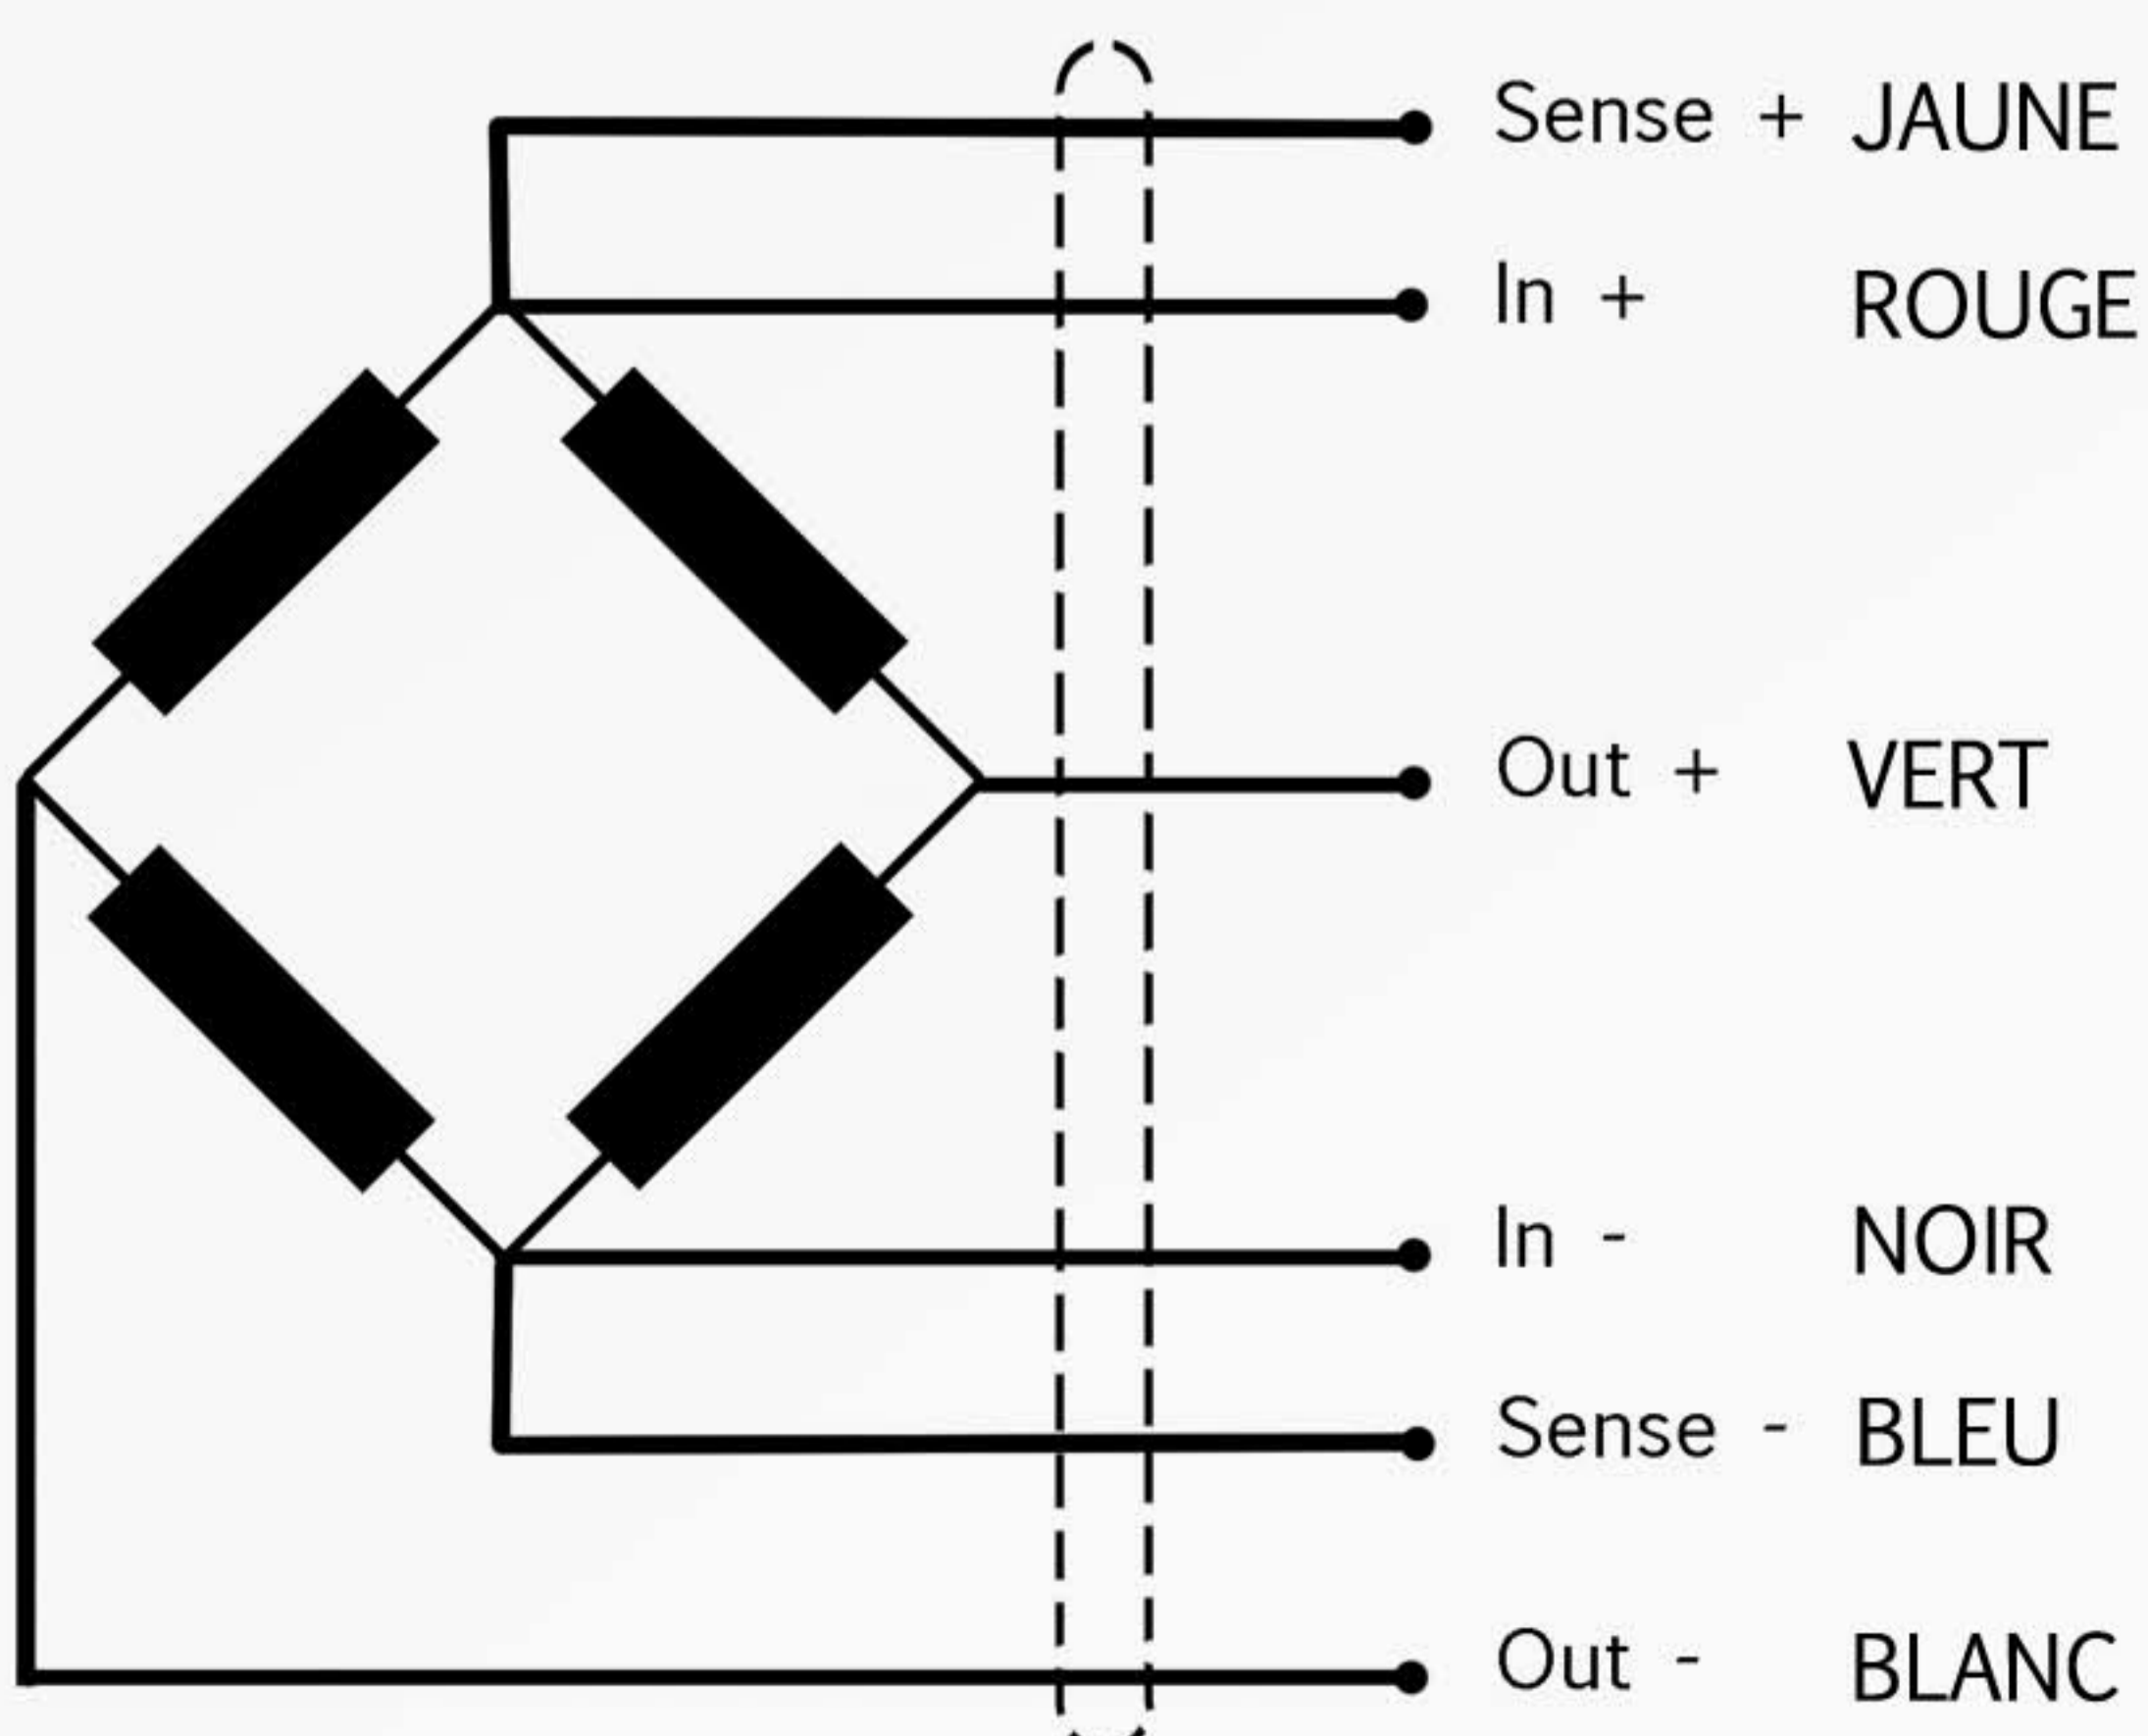 Sense + JAUNE
In + ROUGE
Out + VERT
In - NOIR
Sense - BLEU
Out - BLANC